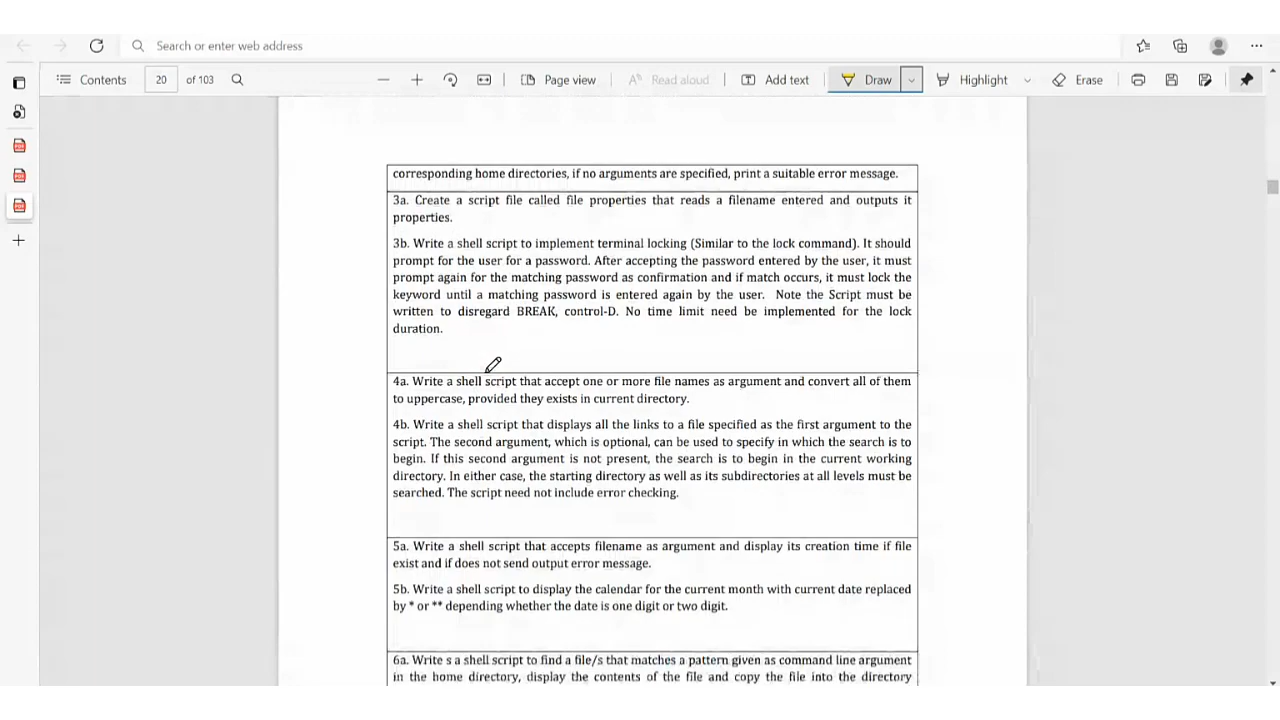 Search or enter web address
Contents
20
of 103
Page view
Read aloud
Add text
Draw
Highlight
Erase
corresponding home directories, if no arguments are specified, print a suitable error message.
3a. Create a script file called file properties that reads a filename entered and outputs it
properties.
3b. Write a shell script to implement terminal locking (Similar to the lock command). It should
prompt for the user for a password. After accepting the password entered by the user, it must
prompt again for the matching password as confirmation and if match occurs, it must lock the
keyword until a matching password is entered again by the user. Note the Script must be
written to disregard BREAK, control-D. No time limit need be implemented for the lock
duration.
4a. Write a shell script that accept one or more file names as argument and convert all of them
to uppercase, provided they exists in current directory.
4b. Write a shell script that displays all the links to a file specified as the first argument to the
script. The second argument, which is optional, can be used to specify in which the search is to
begin. If this second argument is not present, the search is to begin in the current working
directory. In either case, the starting directory as well as its subdirectories at all levels must be
searched. The script need not include error checking.
5a. Write a shell script that accepts filename as argument and display its creation time if file
exist and if does not send output error message.
5b. Write a shell script to display the calendar for the current month with current date replaced
by * or ** depending whether the date is one digit or two digit.
6a. Write s a shell script to find a file/s that matches a pattern given as command line argument
in the home directory, display the contents of the file and copy the file into the directory